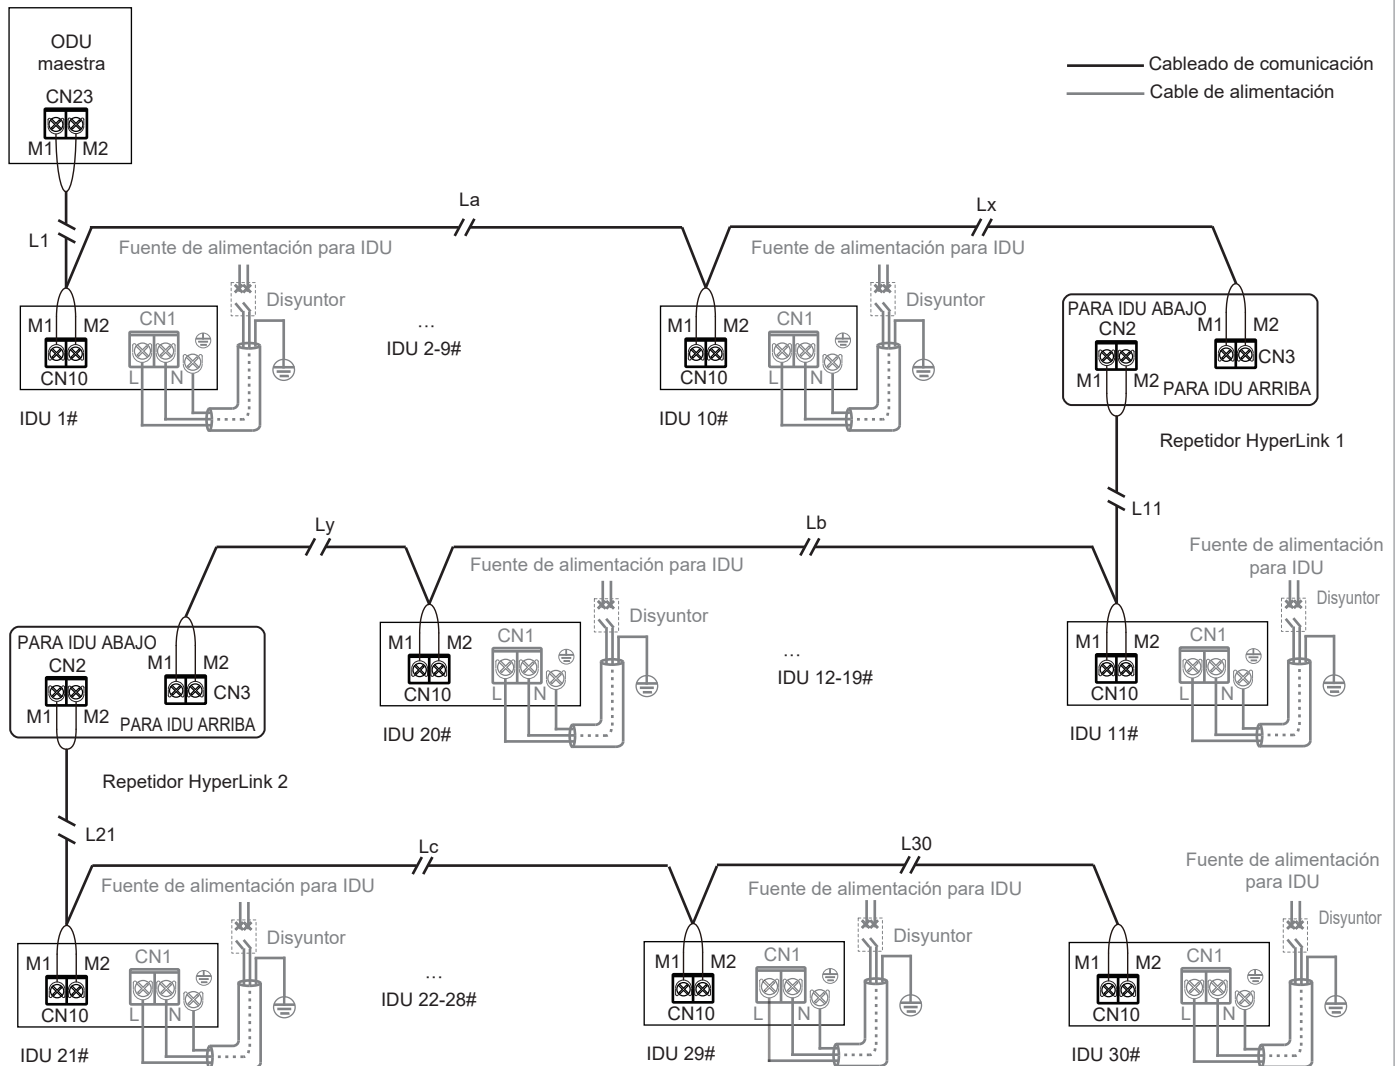 ODU
maestra
CN23
M1 M2
Cableado de comunicación
Cable de alimentación
L1
La
Lx
Fuente de alimentación para IDU
Disyuntor
M1 M2
CN1
CN10
L N
IDU 1#
...
IDU 2-9#
Fuente de alimentación para IDU
Disyuntor
M1 M2
CN1
CN10
L N
IDU 10#
PARA IDU ABAJO
CN2
M1 M2
M1 M2
CN3
PARA IDU ARRIBA
Repetidor HyperLink 1
L11
Ly
Lb
PARA IDU ABAJO
CN2
M1 M2
M1 M2
CN3
PARA IDU ARRIBA
Repetidor HyperLink 2
Fuente de alimentación para IDU
Disyuntor
M1 M2
CN1
CN10
L N
IDU 20#
...
IDU 12-19#
Fuente de alimentación
para IDU
Disyuntor
M1 M2
CN1
CN10
L N
IDU 11#
L21
Lc
L30
Fuente de alimentación para IDU
Disyuntor
M1 M2
CN1
CN10
L N
IDU 21#
...
IDU 22-28#
Fuente de alimentación para IDU
Disyuntor
M1 M2
CN1
CN10
L N
IDU 29#
Fuente de alimentación
para IDU
Disyuntor
M1 M2
CN1
CN10
L N
IDU 30#